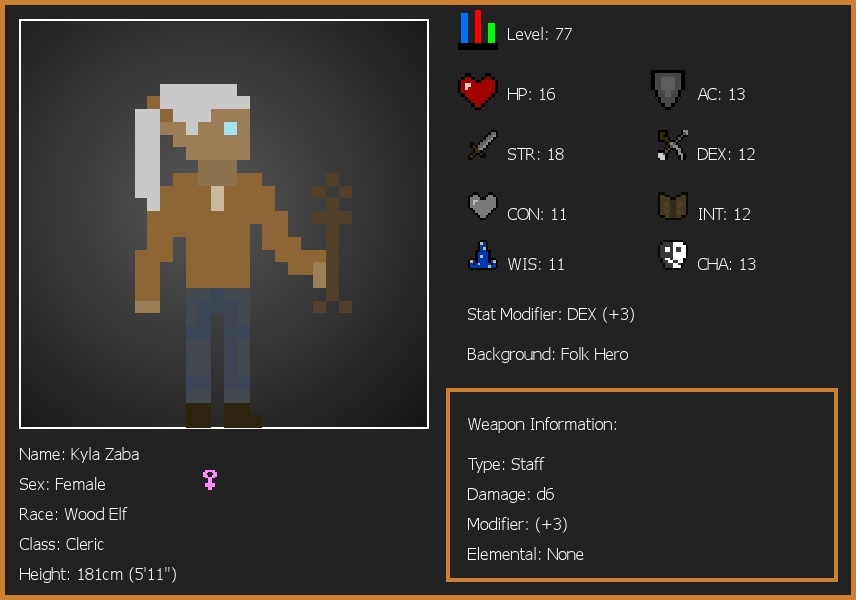 Level: 77
HP: 16
AC: 13
STR: 18
DEX: 12
CON: 11
INT: 12
WIS: 11
CHA: 13
Stat Modifier: DEX (+3)
Background: Folk Hero
Weapon Information:
Type: Staff
Damage: d6
Modifier: (+3)
Elemental: None
Name: Kyla Zaba
Sex: Female
Race: Wood Elf
Class: Cleric
Height: 181cm (5'11")